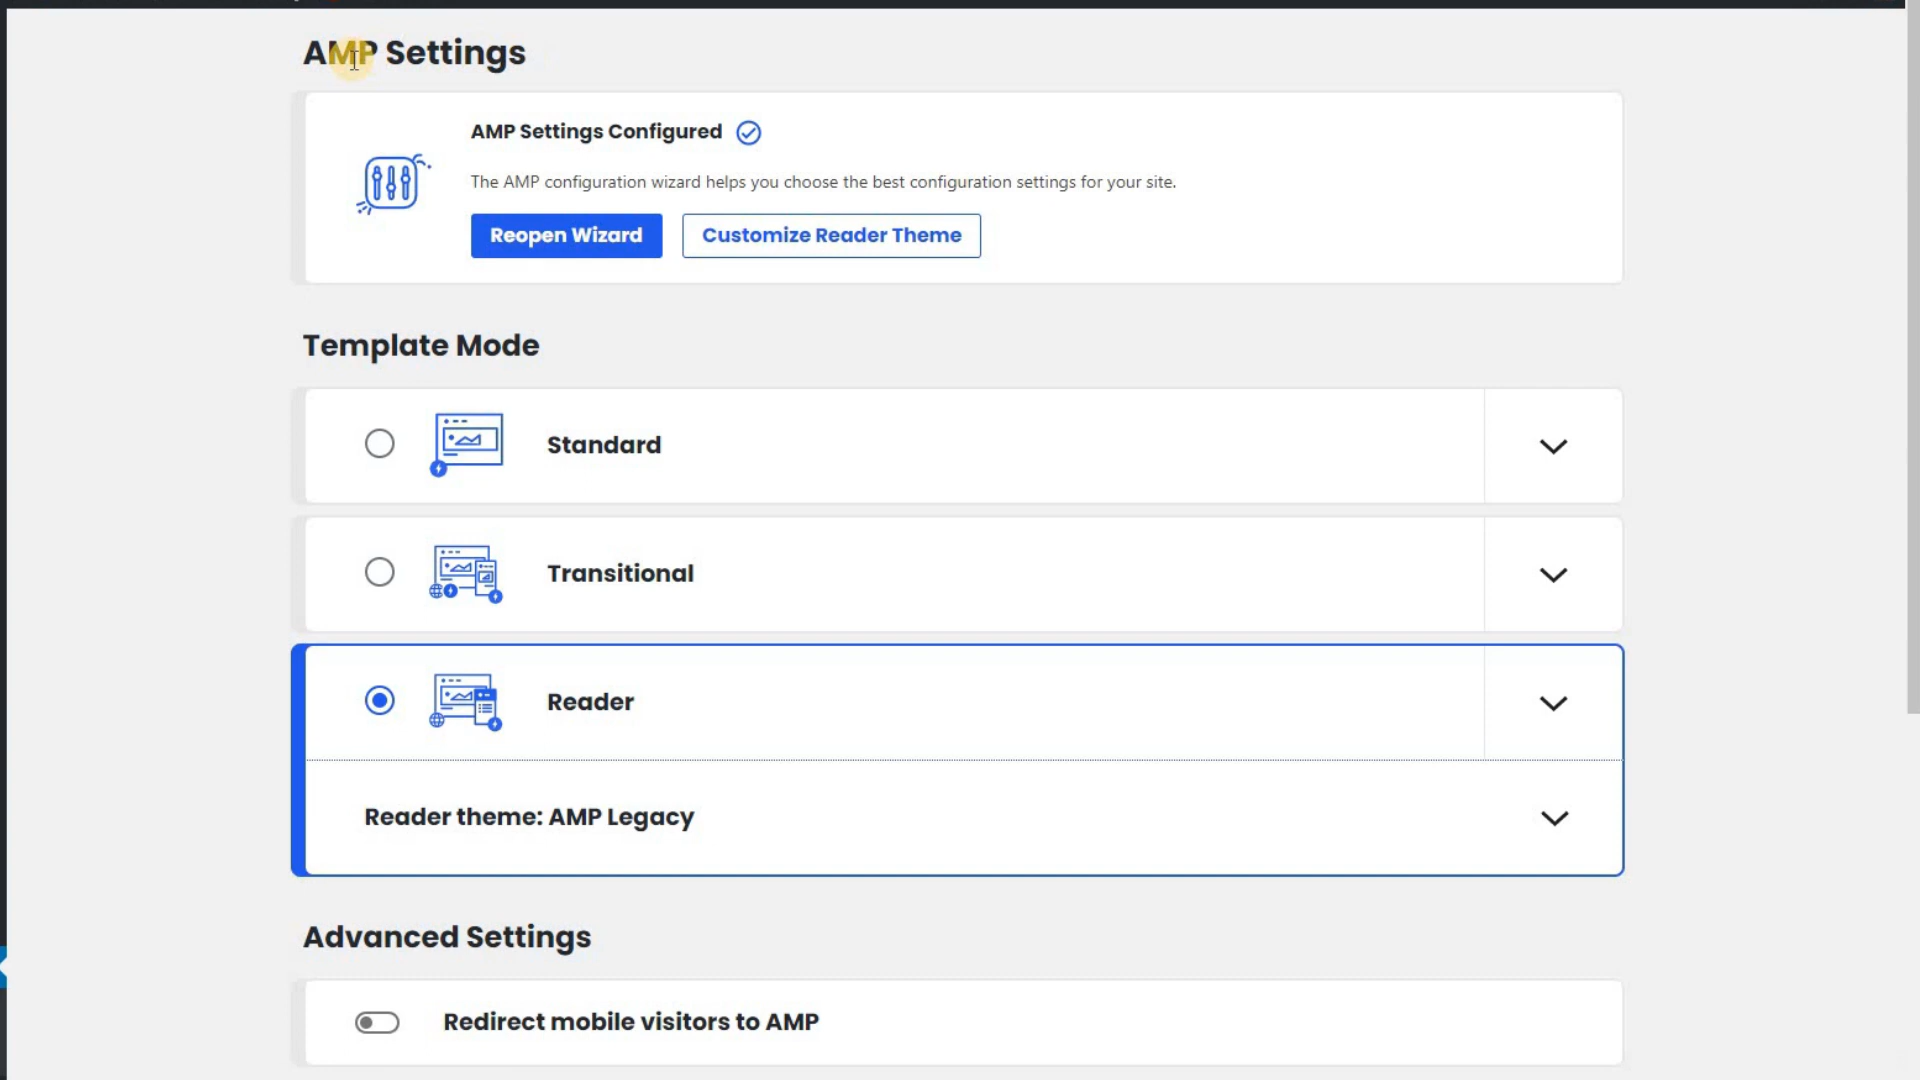 AMP Settings
AMP Settings Configured
The AMP configuration wizard helps you choose the best configuration settings for your site.
Reopen Wizard
Customize Reader Theme
Template Mode
Standard
Transitional
Reader
Reader theme: AMP Legacy
Advanced Settings
Redirect mobile visitors to AMP